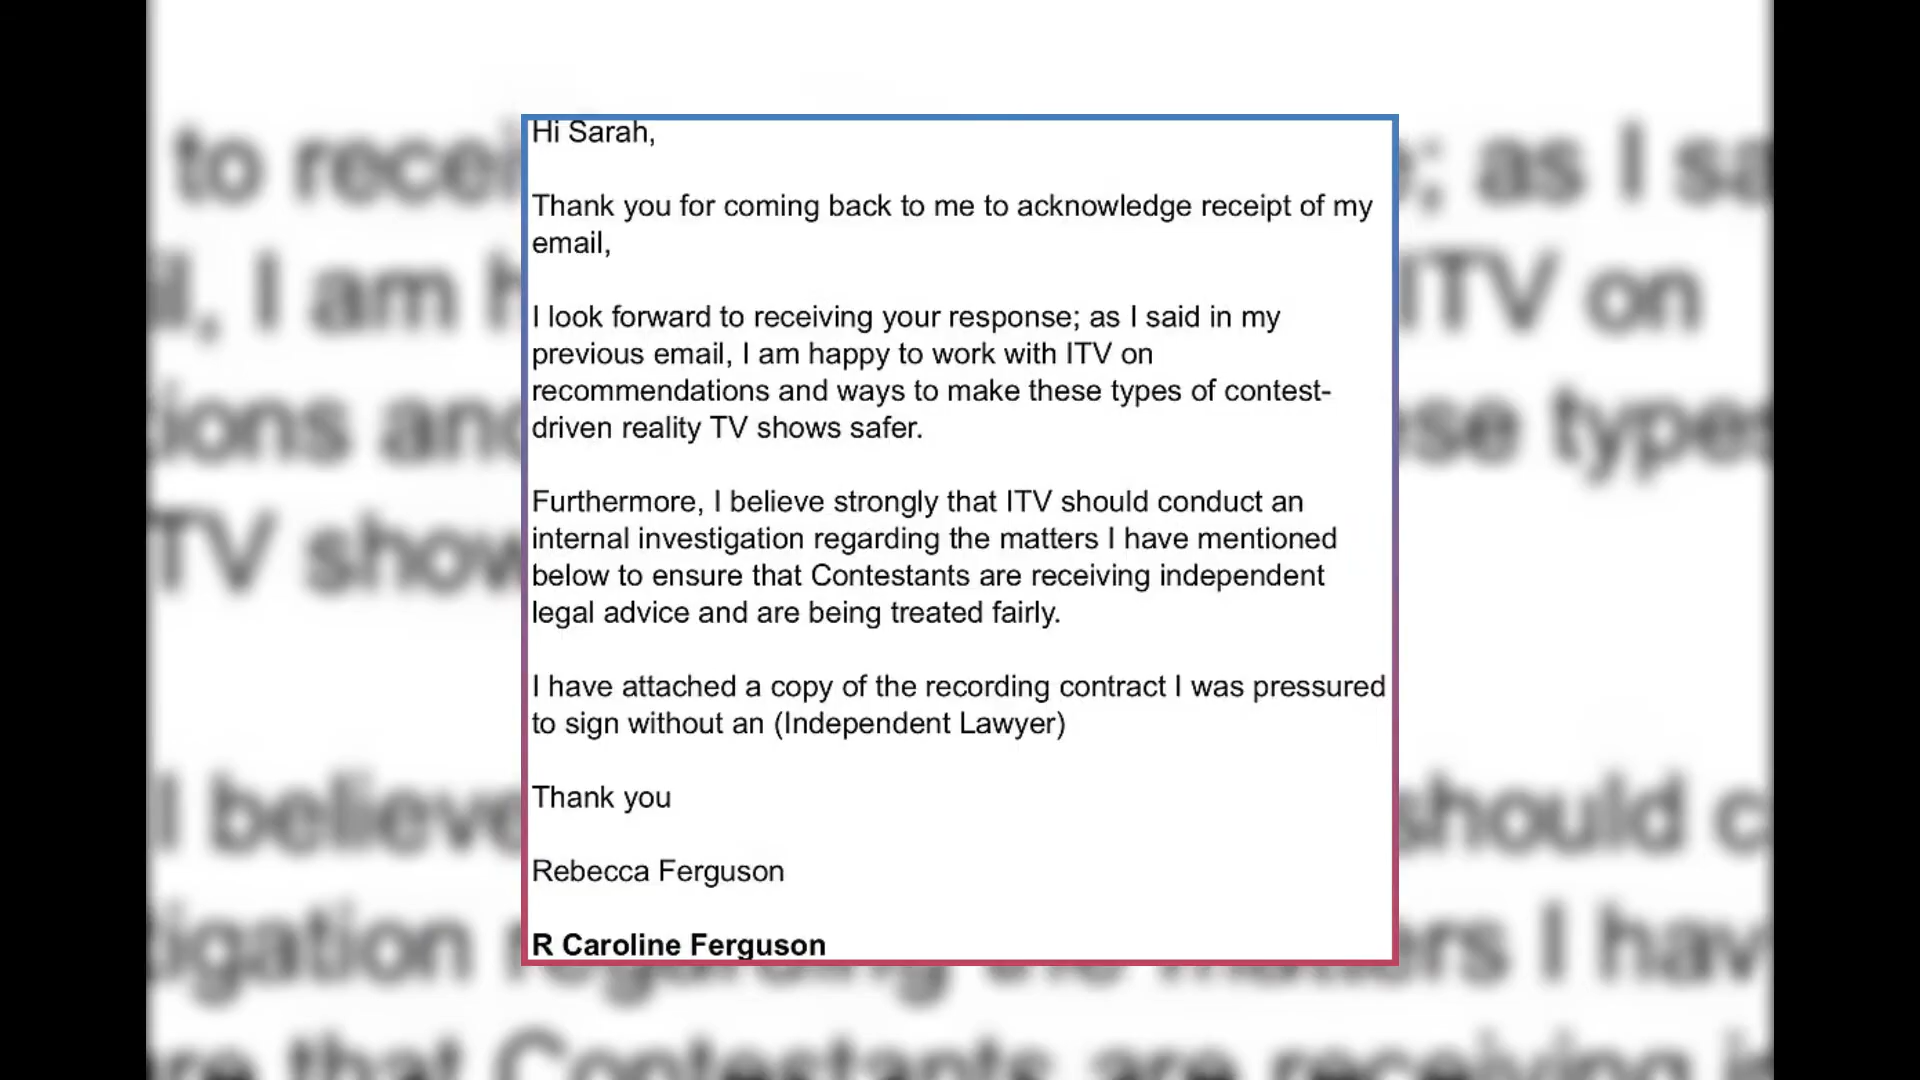 Hi Sarah,
Thank you for coming back to me to acknowledge receipt of my
email,
I look forward to receiving your response; as I said in my
previous email, I am happy to work with ITV on
recommendations and ways to make these types of contest-
driven reality TV shows safer.
Furthermore, I believe strongly that ITV should conduct an
internal investigation regarding the matters I have mentioned
below to ensure that Contestants are receiving independent
legal advice and are being treated fairly.
I have attached a copy of the recording contract I was pressured
to sign without an (Independent Lawyer)
Thank you
Rebecca Ferguson
R Caroline Ferguson